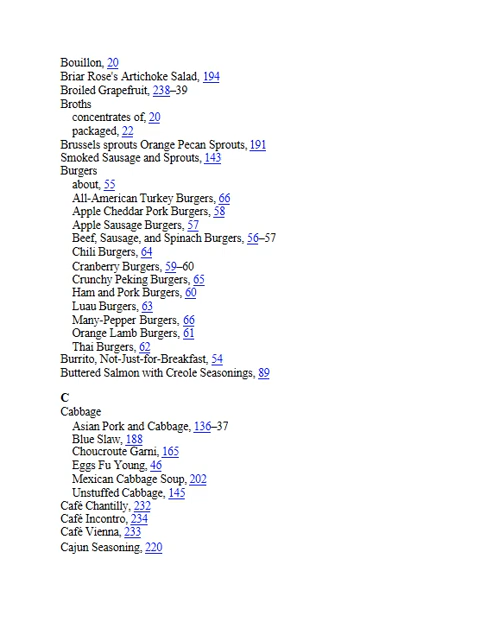 Bouillon, 20
Briar Rose's Artichoke Salad, 194
Broiled Grapefruit, 238–39
Broths
concentrates of, 20
packaged, 22
Brussels sprouts Orange Pecan Sprouts, 191
Smoked Sausage and Sprouts, 143
Burgers
about, 55
All-American Turkey Burgers, 66
Apple Cheddar Pork Burgers, 58
Apple Sausage Burgers, 57
Beef, Sausage, and Spinach Burgers, 56–57
Chili Burgers, 64
Cranberry Burgers, 59–60
Crunchy Peking Burgers, 65
Ham and Pork Burgers, 60
Luau Burgers, 63
Many-Pepper Burgers, 66
Orange Lamb Burgers, 61
Thai Burgers, 62
Burrito, Not-Just-for-Breakfast, 54
Buttered Salmon with Creole Seasonings, 89
C
Cabbage
Asian Pork and Cabbage, 136–37
Blue Slaw, 188
Choucroute Garni, 165
Eggs Fu Young, 46
Mexican Cabbage Soup, 202
Unstuffed Cabbage, 145
Café Chantilly, 232
Café Incontro, 234
Café Vienna, 233
Cajun Seasoning, 220